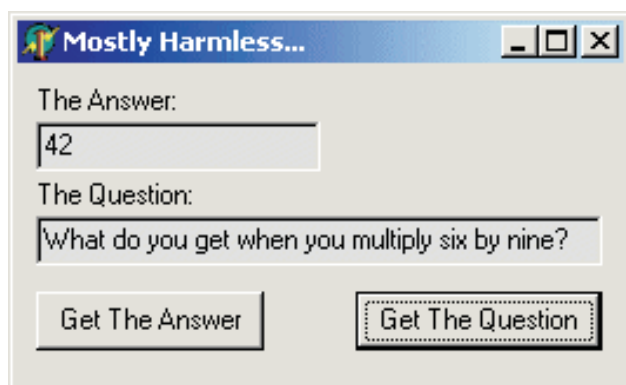 Mostly Harmless...
The Answer:
42
The Question:
What do you get when you multiply six by nine?
Get The Answer
Get The Question